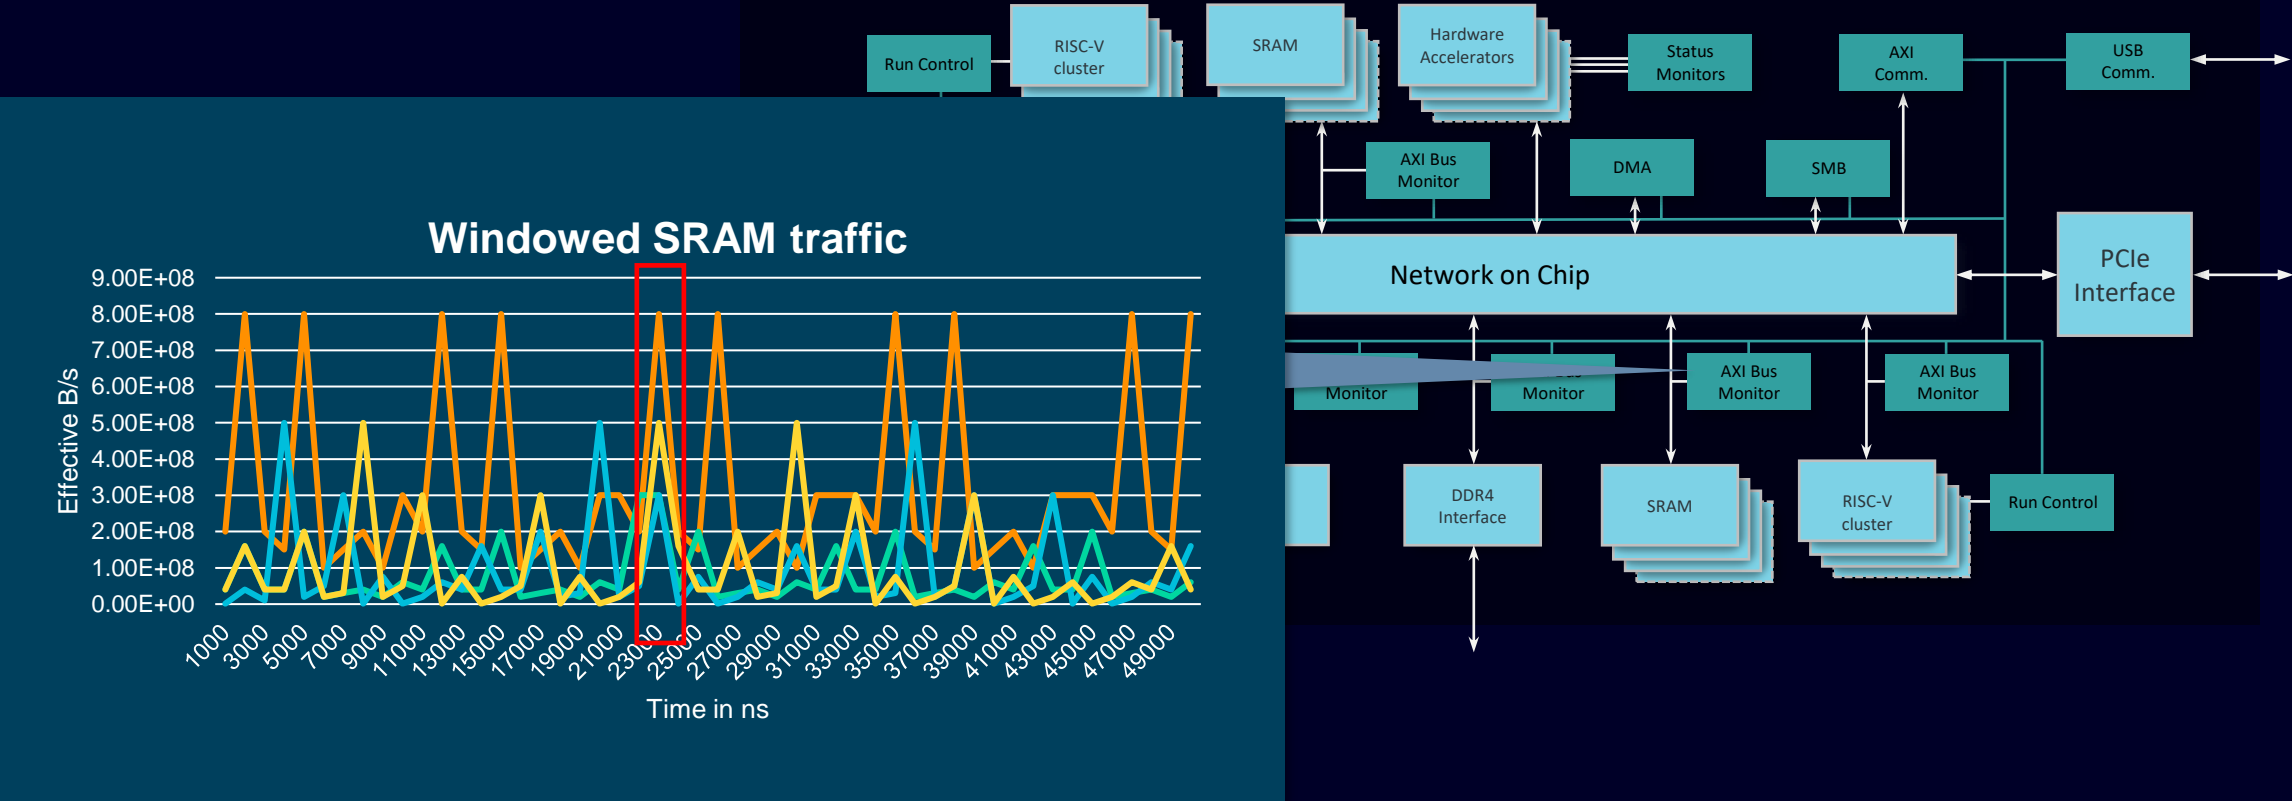 RISC-V
cluster
SRAM
Hardware
Accelerators
Run Control
Status
Monitors
AXI
Comm.
USB
Comm.
AXI Bus
Monitor
DMA
SMB
Network on Chip
PCIe
Interface
Windowed SRAM traffic
9.00E+08
8.00E+08
7.00E+08
6.00E+08
5.00E+08
4.00E+08
3.00E+08
2.00E+08
1.00E+08
0.00E+00
Effective B/s
1000
3000
5000
7000
9000
11000
13000
15000
17000
19000
21000
23000
25000
27000
29000
31000
33000
35000
37000
39000
41000
43000
45000
47000
49000
Time in ns
Monitor
Bus
Monitor
AXI Bus
Monitor
AXI Bus
Monitor
DDR4
Interface
SRAM
RISC-V
cluster
Run Control